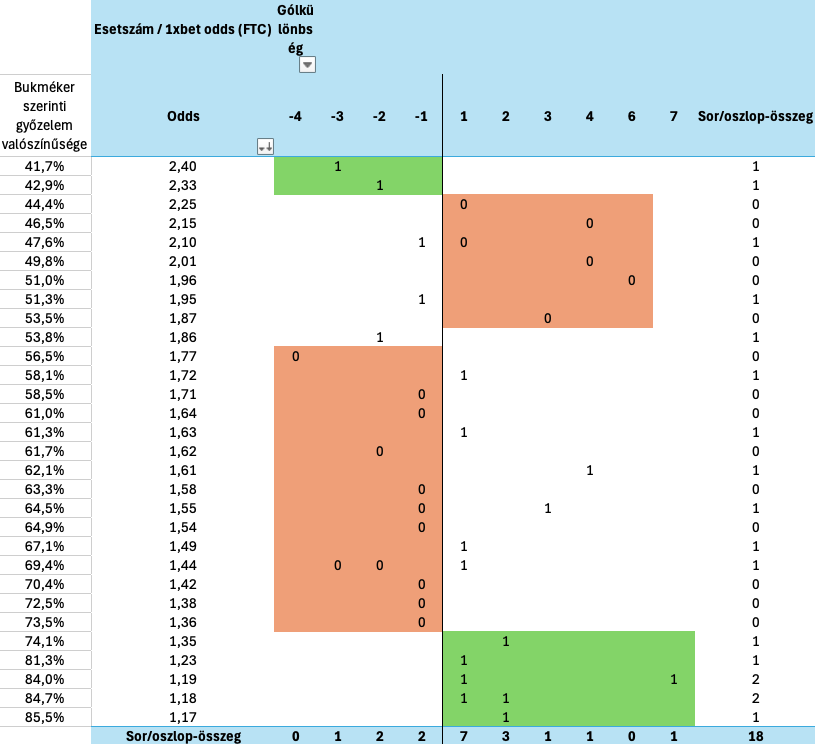 Esetszám / 1xbet odds (FTC) Gólkü
lönbs
ég
Bukméker
szerinti
győzelem
valószínűsége Odds -4 -3 -2 -1 1 2 3 4 6 7 Sor/oszlop-összeg
41,7% 2,40 1 1
42,9% 2,33 1 1
44,4% 2,25 0 0
46,5% 2,15 0 0
47,6% 2,10 1 0 1
49,8% 2,01 0 0
51,0% 1,96 0 0
51,3% 1,95 1 1
53,5% 1,87 0 0
53,8% 1,86 1 1
56,5% 1,77 0 0
58,1% 1,72 1 1
58,5% 1,71 0 0
61,0% 1,64 0 0
61,3% 1,63 1 1
61,7% 1,62 0 0
62,1% 1,61 1 1
63,3% 1,58 0 0
64,5% 1,55 0 1 1
64,9% 1,54 0 0
67,1% 1,49 1 1
69,4% 1,44 0 0 1 1
70,4% 1,42 0 0
72,5% 1,38 0 0
73,5% 1,36 0 0
74,1% 1,35 1 1
81,3% 1,23 1 1
84,0% 1,19 1 1 2
84,7% 1,18 1 1 2
85,5% 1,17 1 1
Sor/oszlop-összeg 0 1 2 2 7 3 1 1 0 1 18